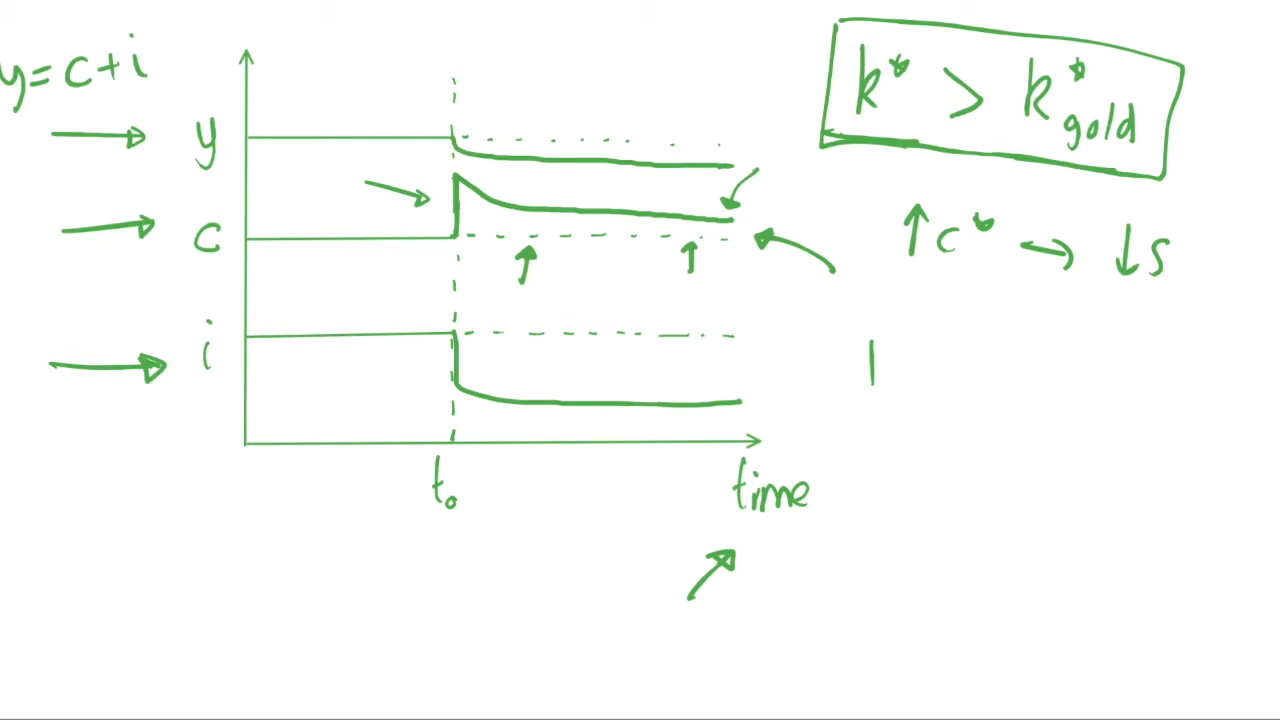 y = c + i
k* > k*gold
y
c
↑ c* → ↓ s
i
t₀
time